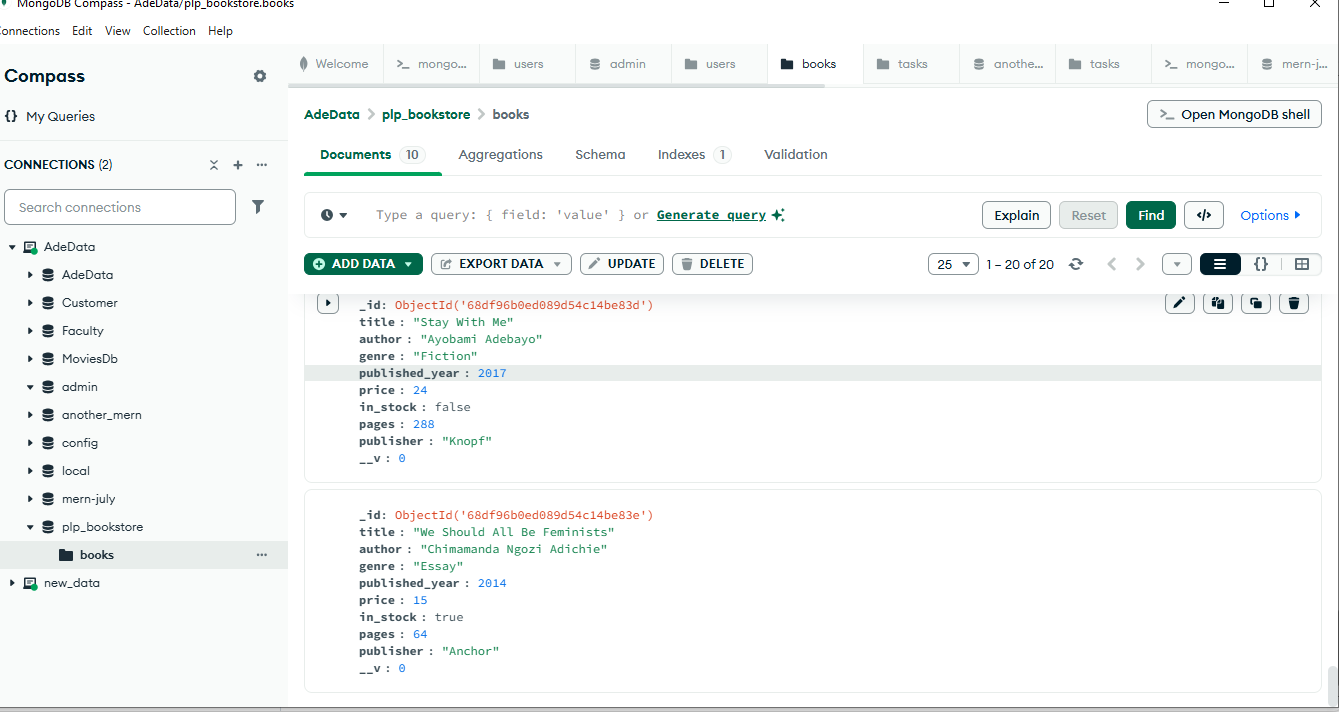 MongoDB Compass - AdeData/plp_bookstore.books
onnections Edit View Collection Help
Compass
{} My Queries
CONNECTIONS (2)
Search connections
AdeData
AdeData
Customer
Faculty
MoviesDb
admin
another_mern
config
local
mern-july
plp_bookstore
books
new_data
Welcome >_ mongo... users admin users books tasks anothe... tasks >_ mongo... mern-j...
AdeData > plp_bookstore > books
>_ Open MongoDB shell
Documents 10 Aggregations Schema Indexes 1 Validation
Type a query: { field: 'value' } or Generate query
Explain Reset Find </> Options
ADD DATA EXPORT DATA UPDATE DELETE
25 1 – 20 of 20 {}
_id: ObjectId('68df96b0ed089d54c14be83d')
title : "Stay With Me"
author : "Ayobami Adebayo"
genre : "Fiction"
published_year : 2017
price : 24
in_stock : false
pages : 288
publisher : "Knopf"
__v : 0
_id: ObjectId('68df96b0ed089d54c14be83e')
title : "We Should All Be Feminists"
author : "Chimamanda Ngozi Adichie"
genre : "Essay"
published_year : 2014
price : 15
in_stock : true
pages : 64
publisher : "Anchor"
__v : 0